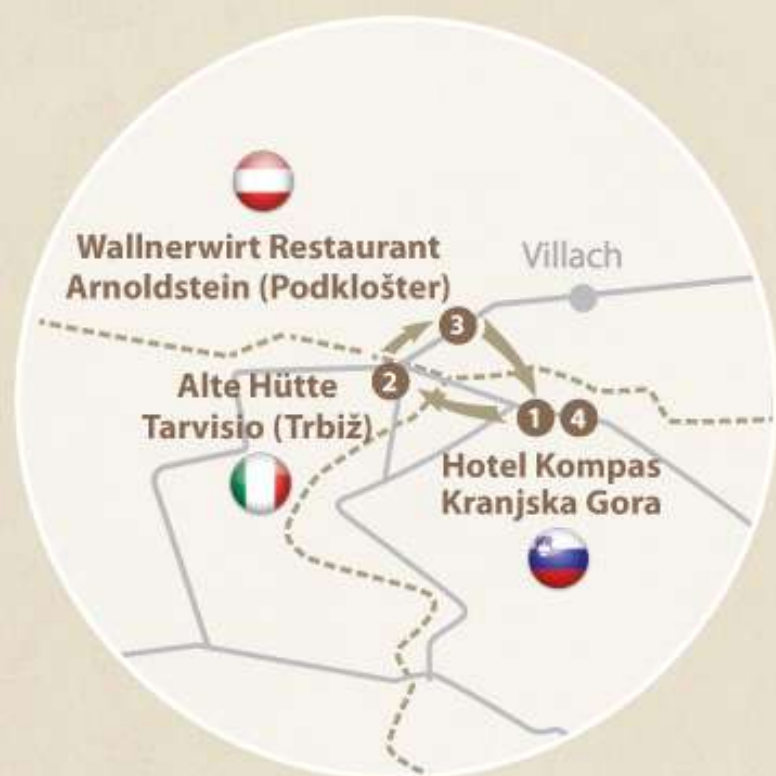 Wallnerwirt Restaurant
Arnoldstein (Podklošter)
Villach
3
2
Alte Hütte
Tarvisio (Trbiž)
1 4
Hotel Kompas
Kranjska Gora